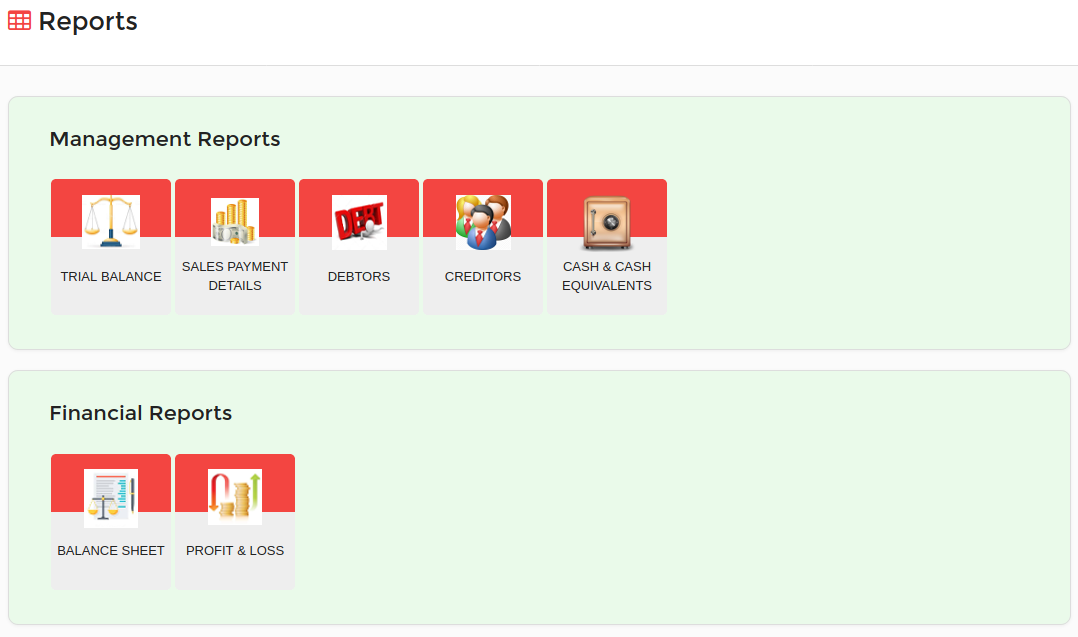 Reports
Management Reports
TRIAL BALANCE
SALES PAYMENT
DETAILS
DEBT
DEBTORS
CREDITORS
CASH & CASH
EQUIVALENTS
Financial Reports
BALANCE SHEET
PROFIT & LOSS